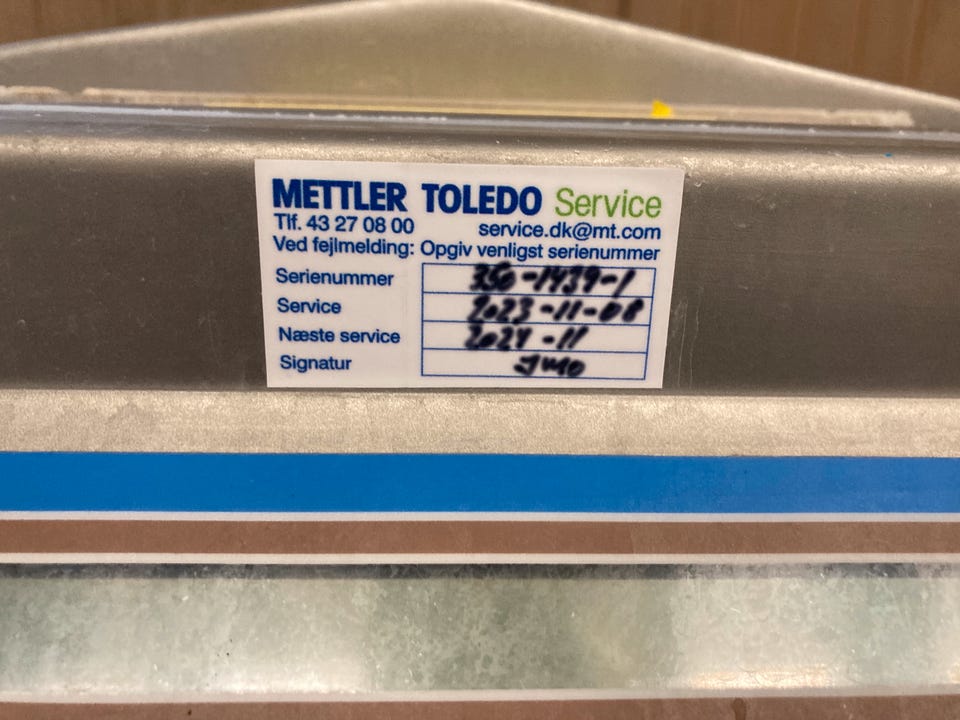 METTLER TOLEDO Service
Tlf. 43 27 08 00 service.dk@mt.com
Ved fejlmelding: Opgiv venligst serienummer
Serienummer 350-1439-1
Service 2023-11-08
Næste service 2024-11
Signatur JMO